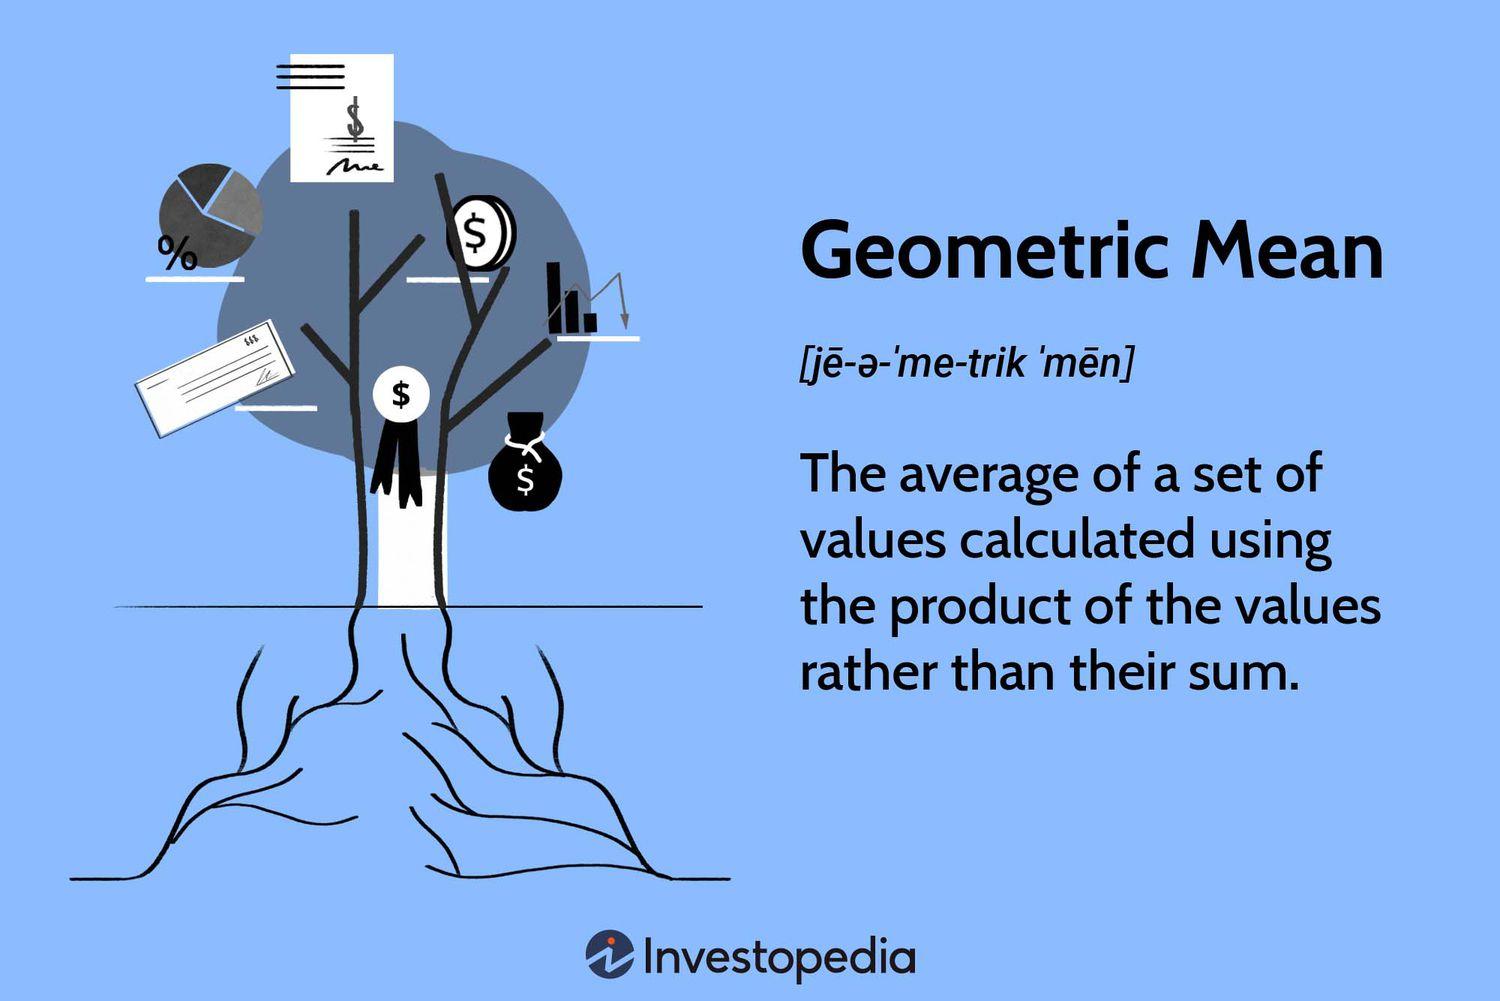 $
$
%
$$$
$
$
Geometric Mean
[jē-ə-ˈme-trik ˈmēn]
The average of a set of
values calculated using
the product of the values
rather than their sum.
Investopedia